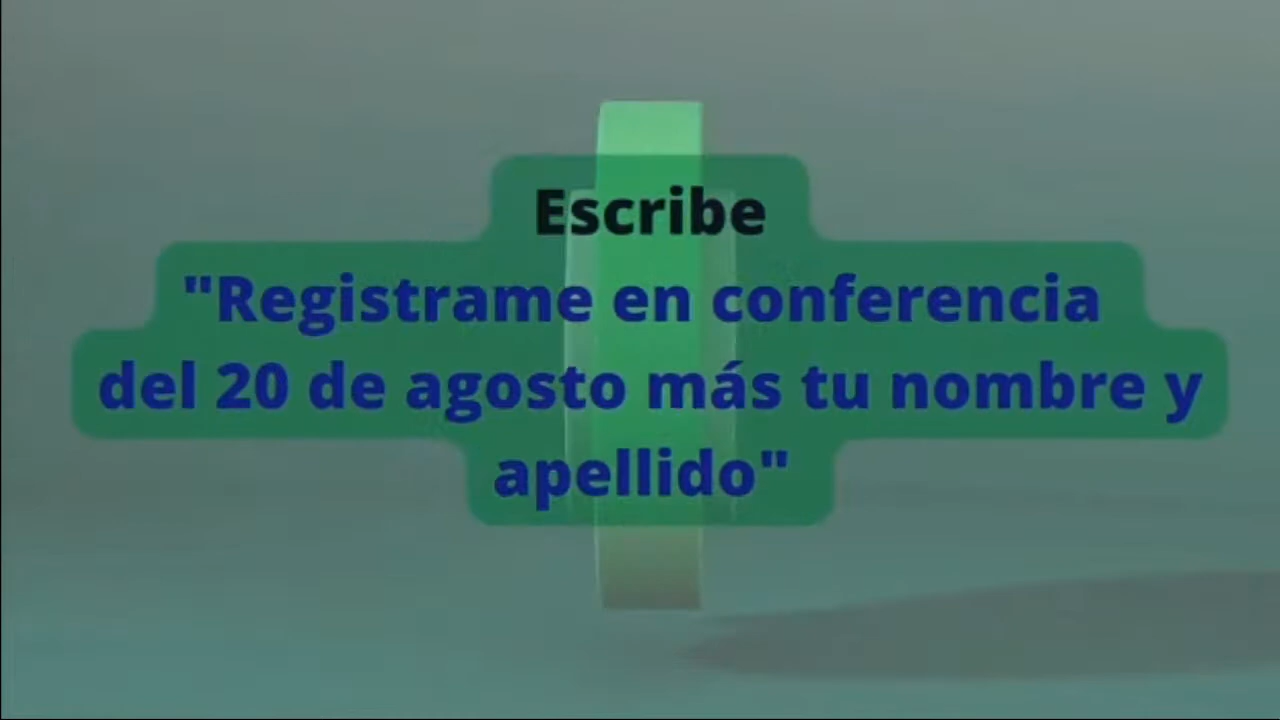 Escribe
"Registrame en conferencia
del 20 de agosto más tu nombre y
apellido"